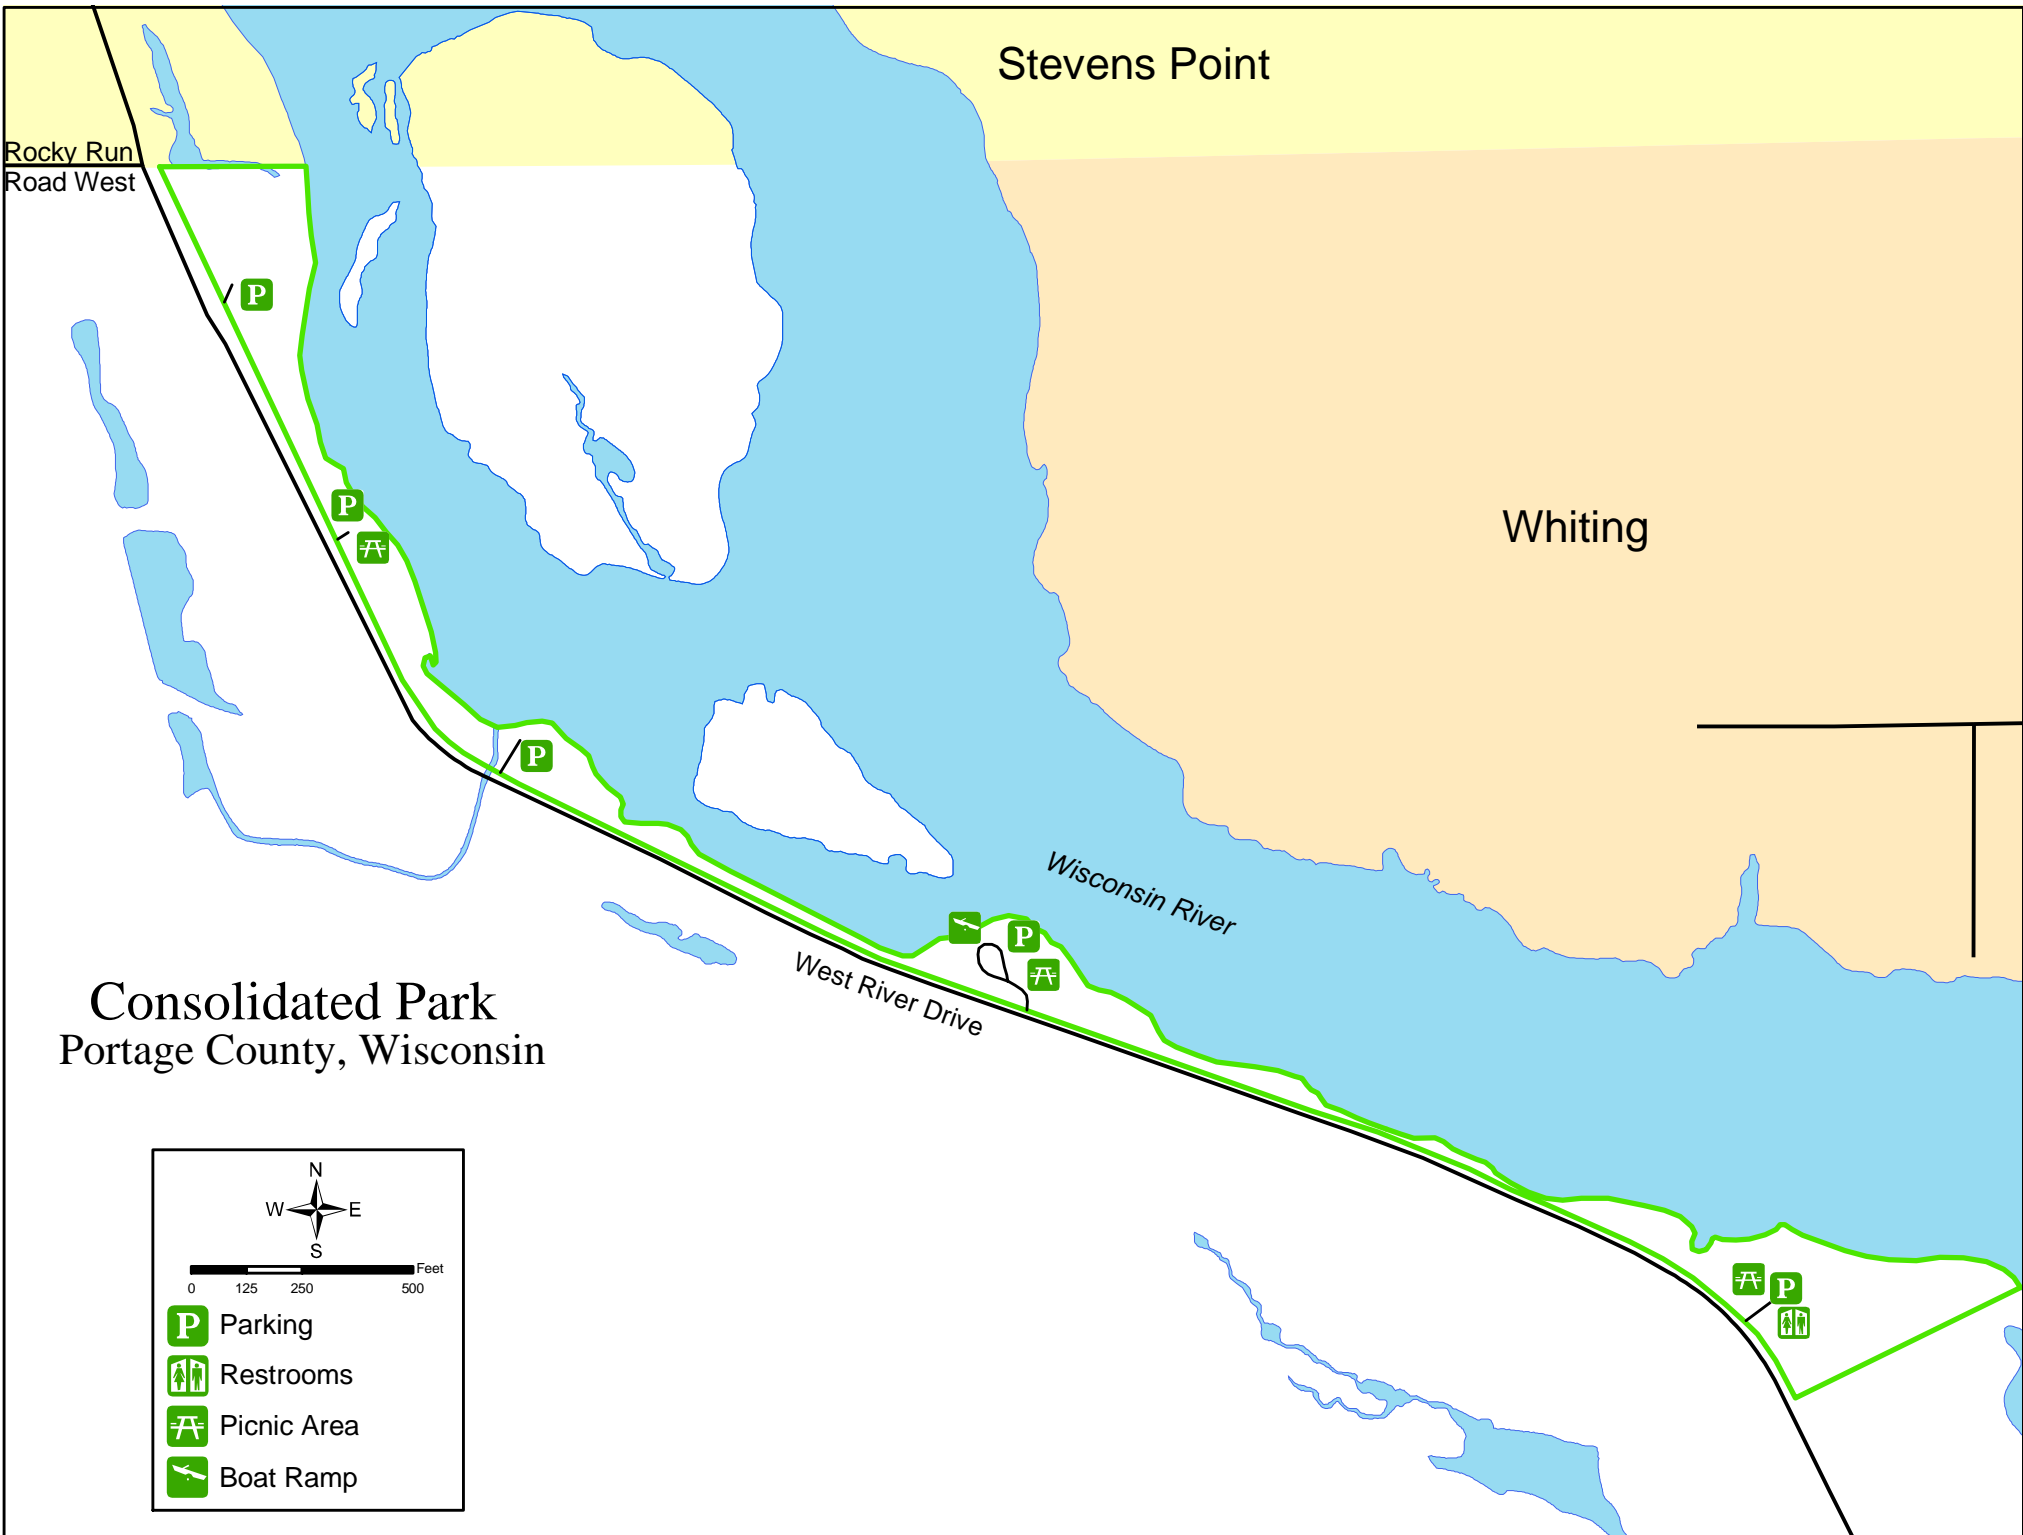 Stevens Point
Rocky Run
Road West
P
P
Whiting
P
Wisconsin River
P
West River Drive
Consolidated Park
Portage County, Wisconsin
P
N
W E
S
Feet
0 125 250 500
P Parking
Restrooms
Picnic Area
Boat Ramp